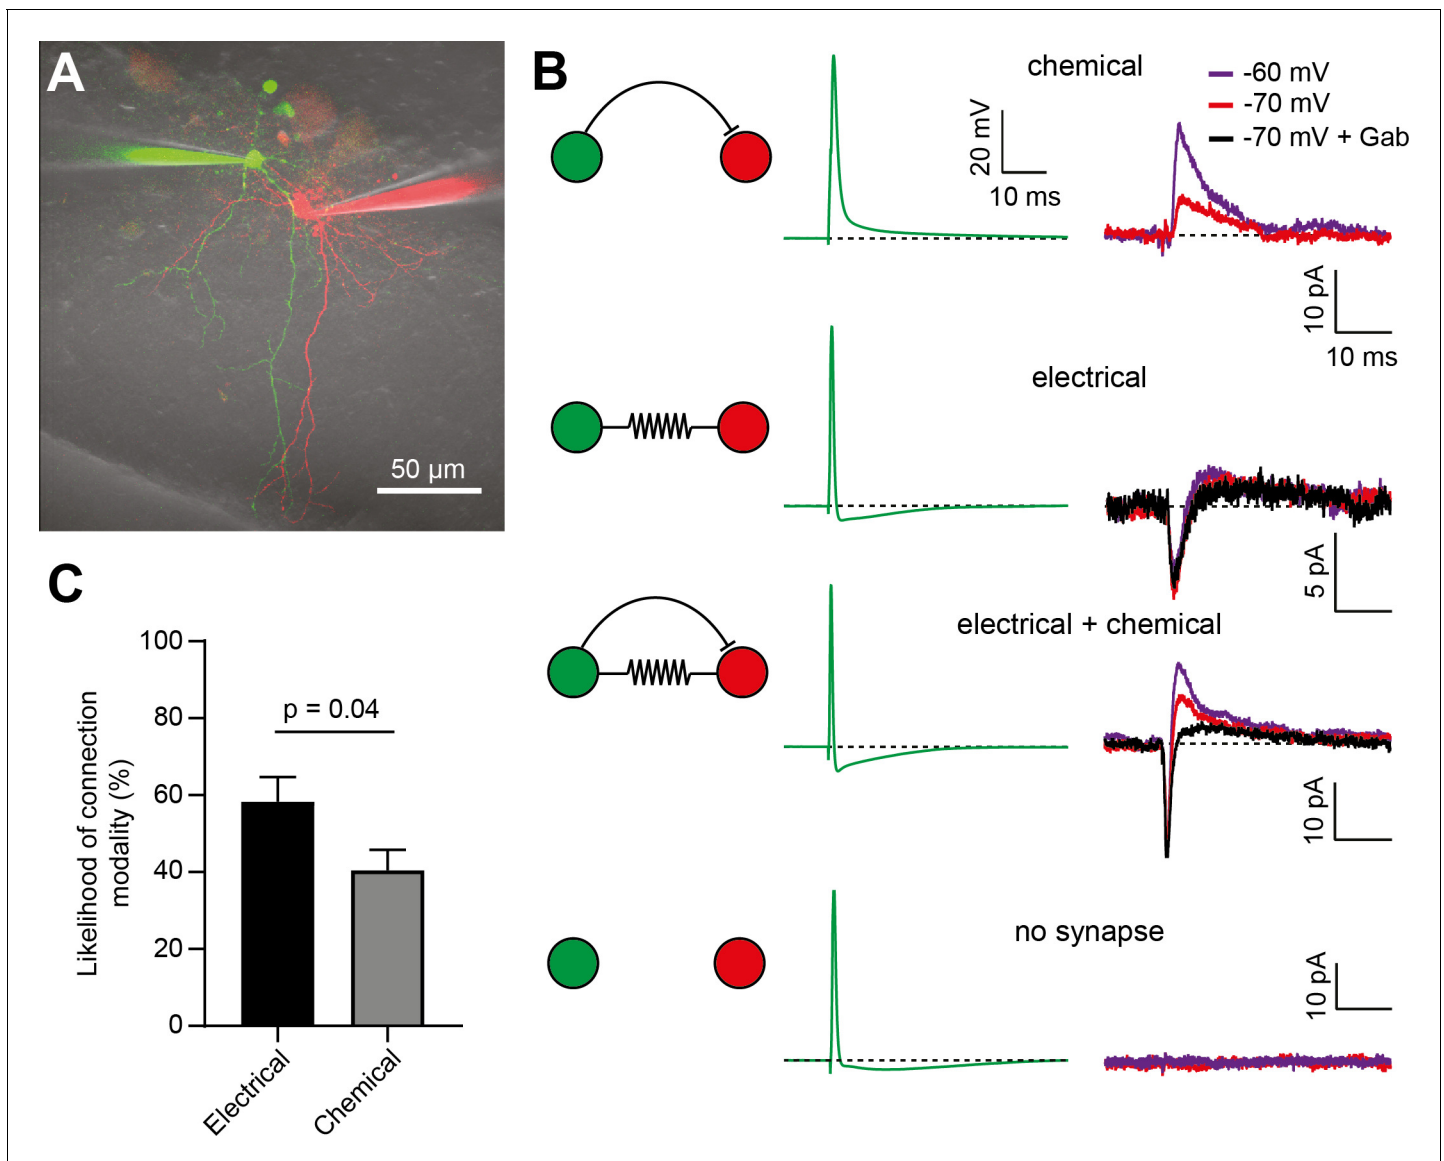 A
50 µm
B
chemical
-60 mV
-70 mV
-70 mV + Gab
20 mV
10 ms
10 pA
10 ms
electrical
5 pA
electrical + chemical
10 pA
no synapse
10 pA
C
Likelihood of connection
modality (%)
100
80
60
40
20
0
p = 0.04
Electrical
Chemical